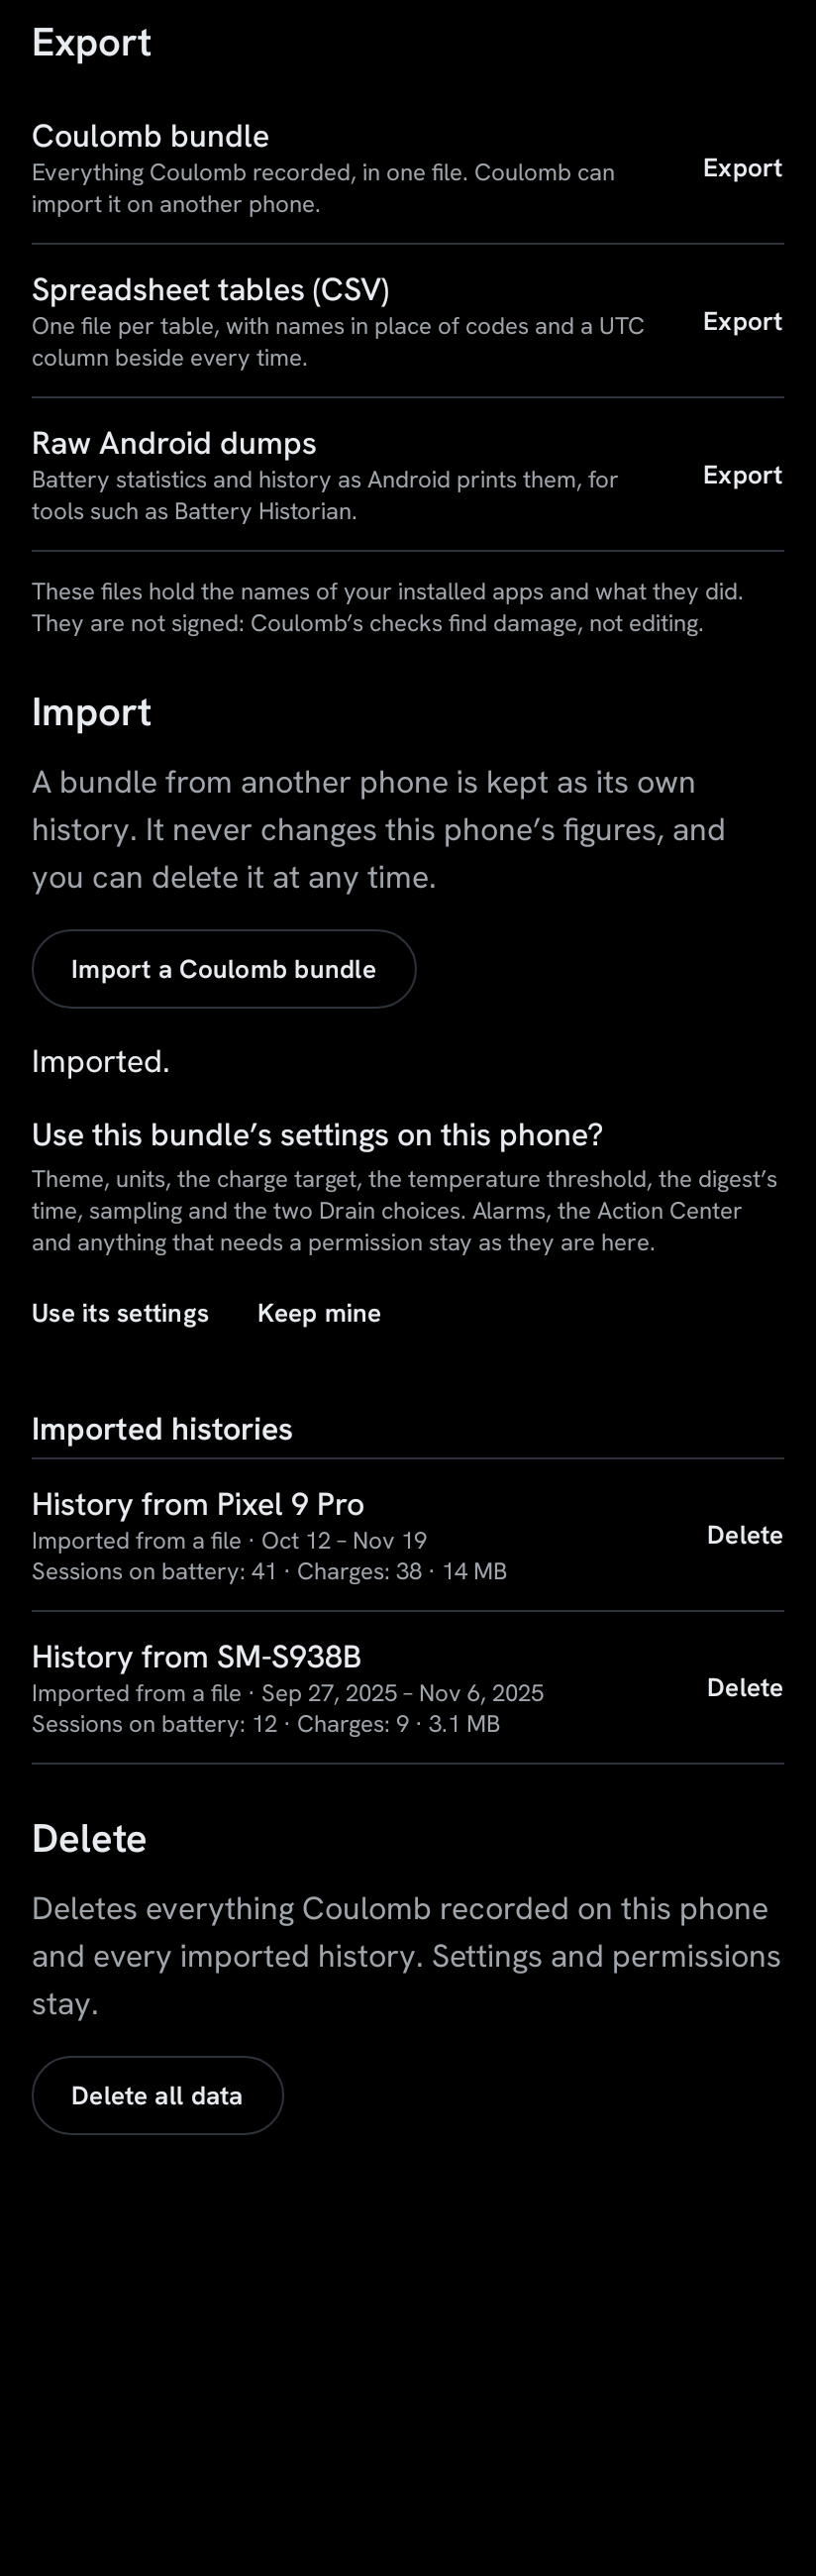 Export
Coulomb bundle
Everything Coulomb recorded, in one file. Coulomb can
import it on another phone.
Export
Spreadsheet tables (CSV)
One file per table, with names in place of codes and a UTC
column beside every time.
Export
Raw Android dumps
Battery statistics and history as Android prints them, for
tools such as Battery Historian.
Export
These files hold the names of your installed apps and what they did.
They are not signed: Coulomb’s checks find damage, not editing.
Import
A bundle from another phone is kept as its own
history. It never changes this phone’s figures, and
you can delete it at any time.
Import a Coulomb bundle
Imported.
Use this bundle’s settings on this phone?
Theme, units, the charge target, the temperature threshold, the digest’s
time, sampling and the two Drain choices. Alarms, the Action Center
and anything that needs a permission stay as they are here.
Use its settings Keep mine
Imported histories
History from Pixel 9 Pro
Imported from a file · Oct 12 – Nov 19
Sessions on battery: 41 · Charges: 38 · 14 MB
Delete
History from SM-S938B
Imported from a file · Sep 27, 2025 – Nov 6, 2025
Sessions on battery: 12 · Charges: 9 · 3.1 MB
Delete
Delete
Deletes everything Coulomb recorded on this phone
and every imported history. Settings and permissions
stay.
Delete all data